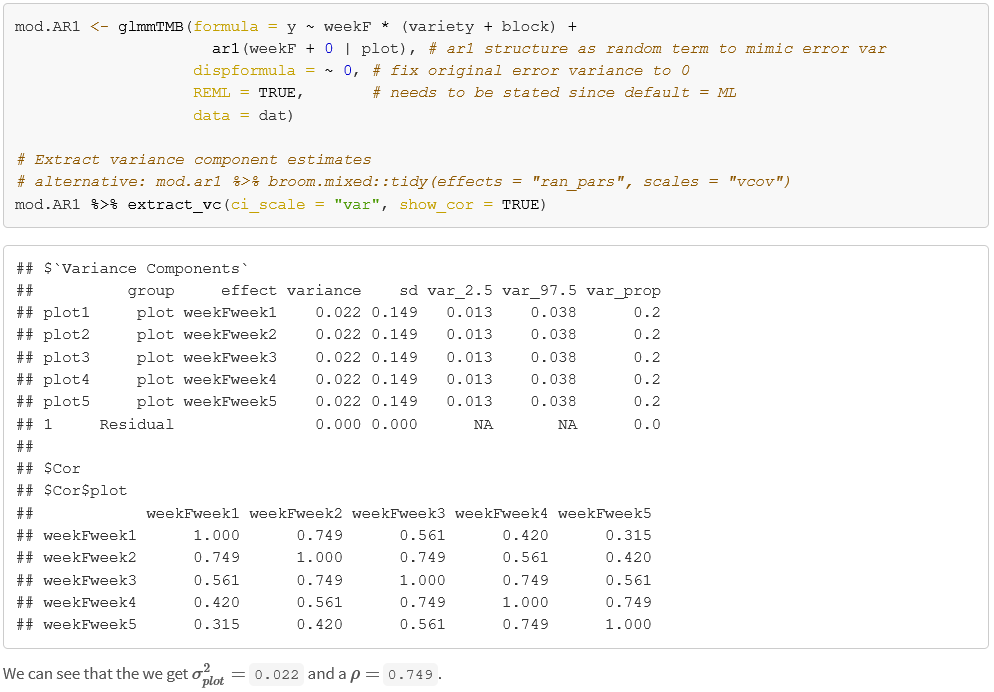 mod.AR1 <- glmmTMB(formula = y ~ weekF * (variety + block) +
                      ar1(weekF + 0 | plot), # ar1 structure as random term to mimic error var
                    dispformula = ~ 0, # fix original error variance to 0
                    REML = TRUE,       # needs to be stated since default = ML
                    data = dat)
# Extract variance component estimates
# alternative: mod.ar1 %>% broom.mixed::tidy(effects = "ran_pars", scales = "vcov")
mod.AR1 %>% extract_vc(ci_scale = "var", show_cor = TRUE)
## $`Variance Components`
##          group     effect variance    sd var_2.5 var_97.5 var_prop
## plot1     plot weekFweek1    0.022 0.149   0.013    0.038      0.2
## plot2     plot weekFweek2    0.022 0.149   0.013    0.038      0.2
## plot3     plot weekFweek3    0.022 0.149   0.013    0.038      0.2
## plot4     plot weekFweek4    0.022 0.149   0.013    0.038      0.2
## plot5     plot weekFweek5    0.022 0.149   0.013    0.038      0.2
## 1     Residual               0.000 0.000      NA       NA      0.0
##
## $Cor
## $Cor$plot
##            weekFweek1 weekFweek2 weekFweek3 weekFweek4 weekFweek5
## weekFweek1      1.000      0.749      0.561      0.420      0.315
## weekFweek2      0.749      1.000      0.749      0.561      0.420
## weekFweek3      0.561      0.749      1.000      0.749      0.561
## weekFweek4      0.420      0.561      0.749      1.000      0.749
## weekFweek5      0.315      0.420      0.561      0.749      1.000
We can see that the we get σ²plot = 0.022 and a ρ = 0.749.